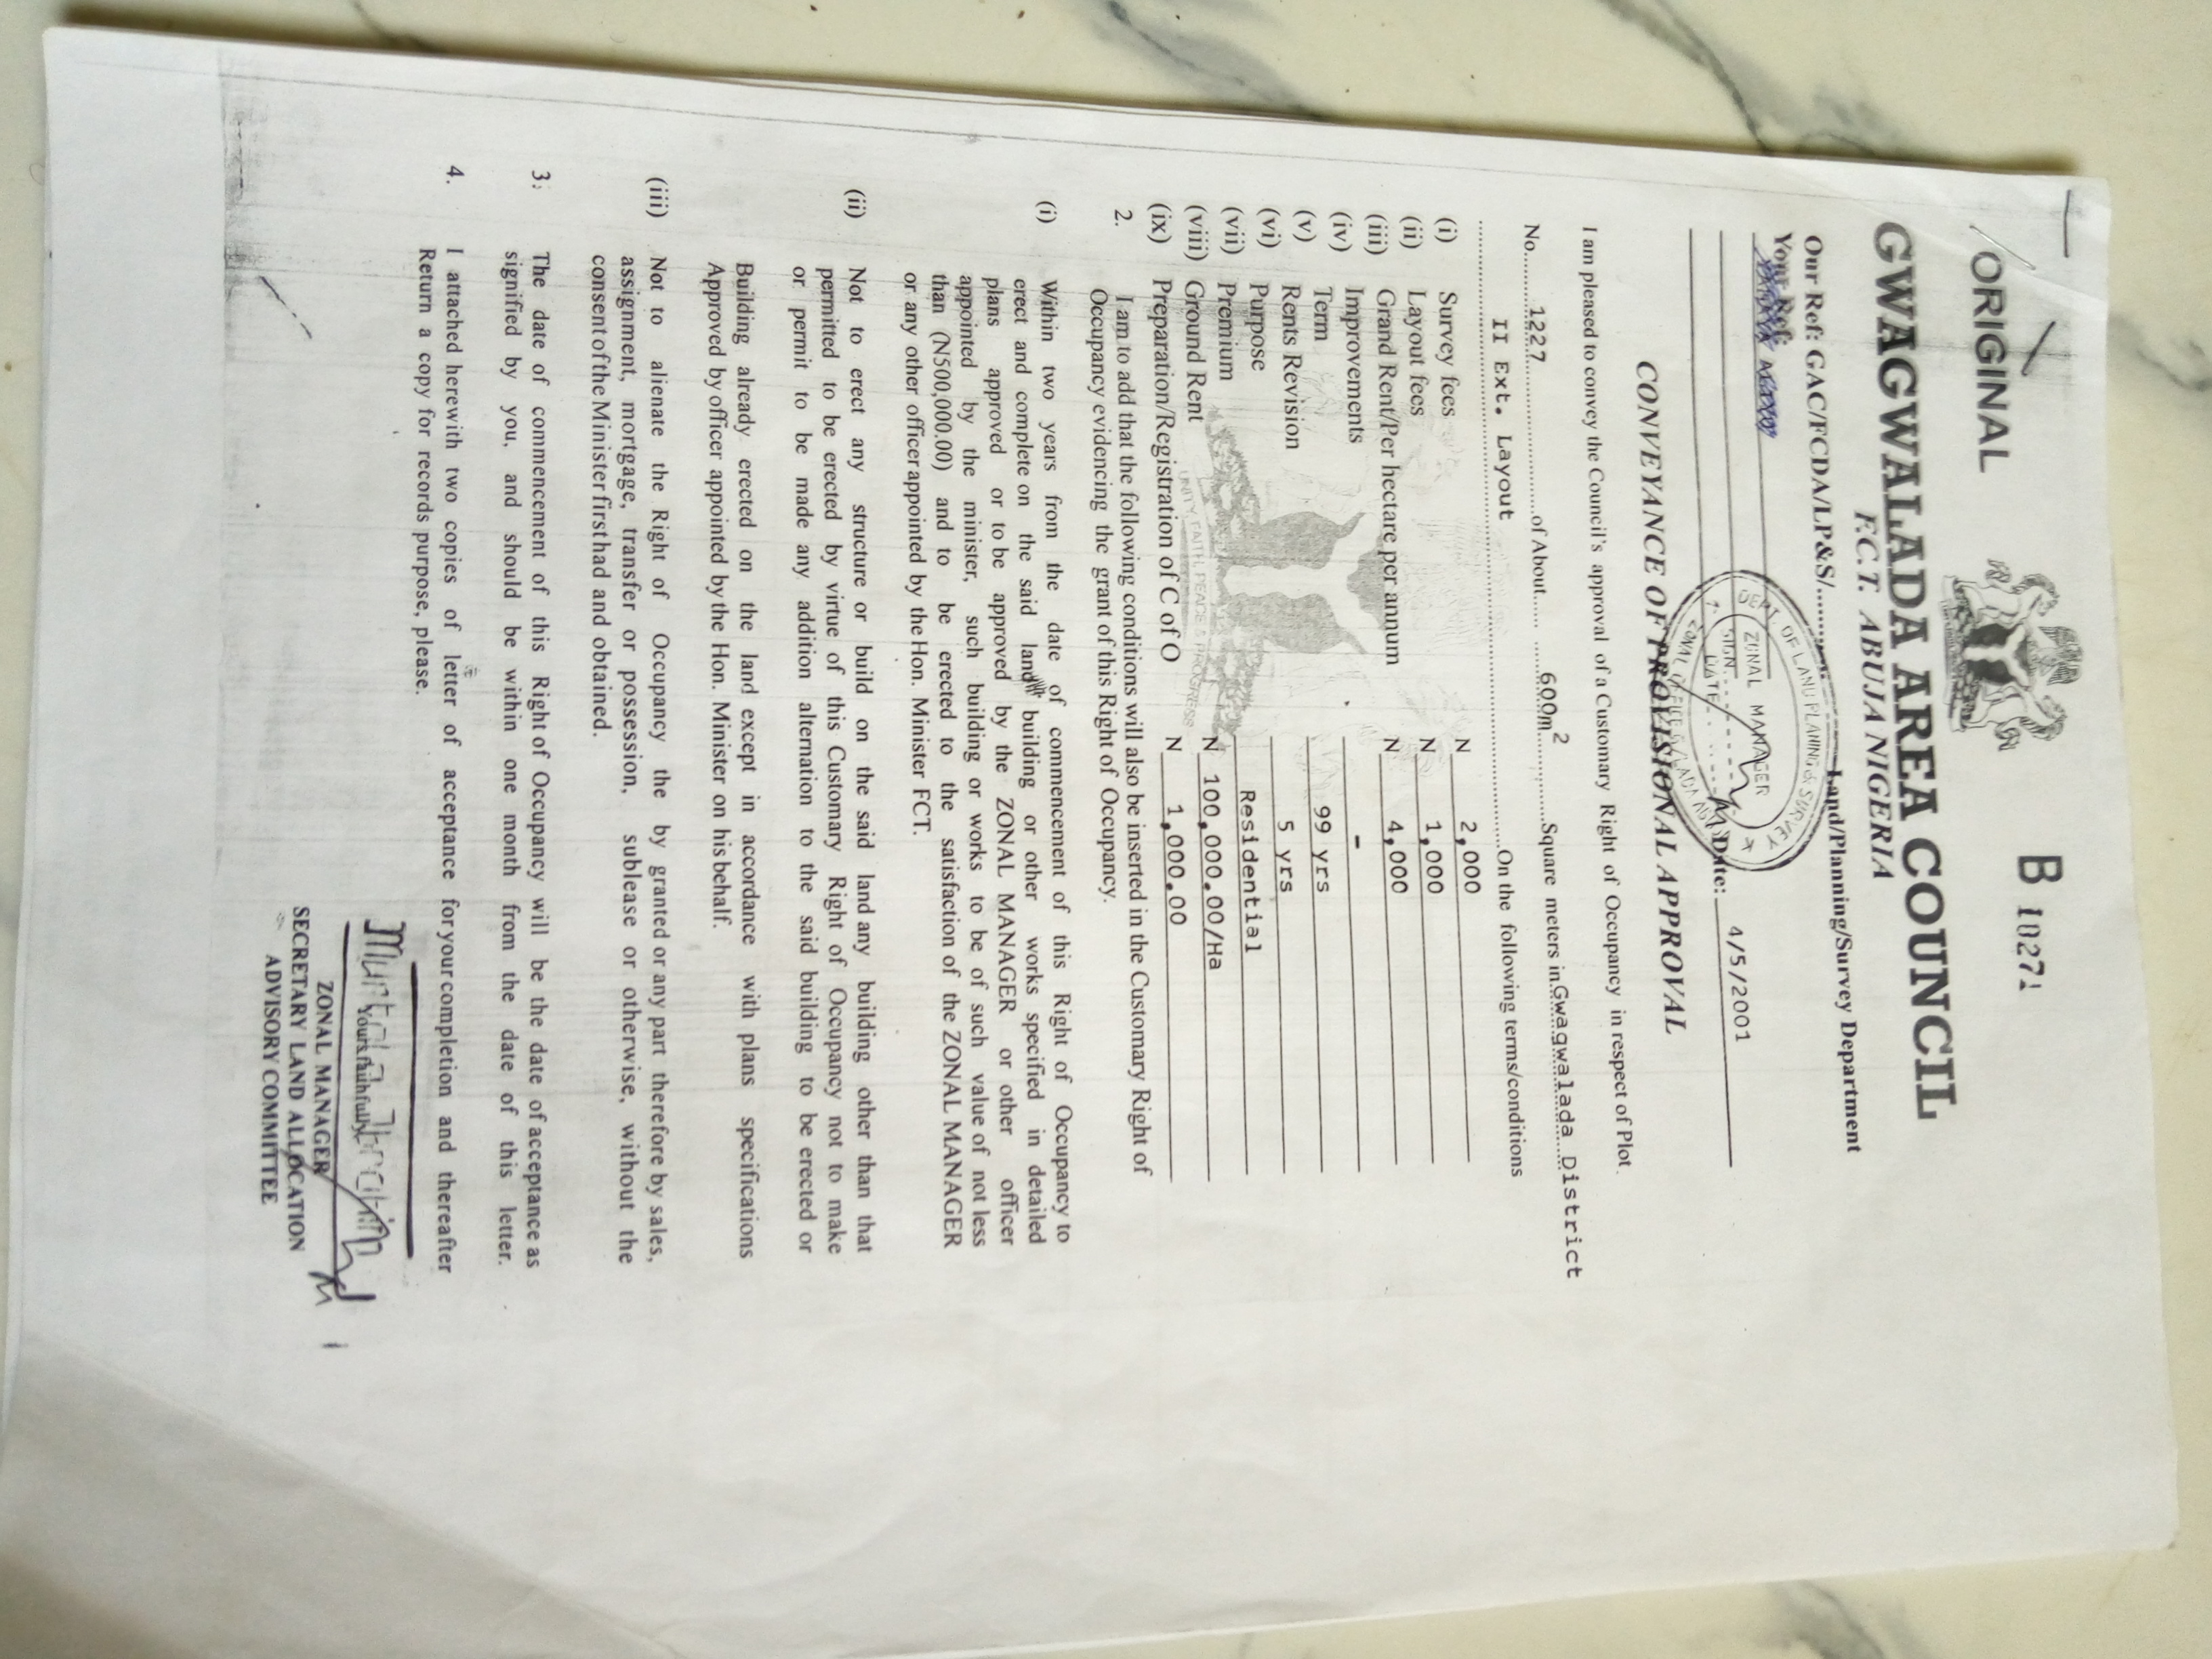 B 10271
ORIGINAL
GWAGWALADA AREA COUNCIL
F.C.T. ABUJA NIGERIA
Land/Planning/Survey Department
Our Ref: GAC/FCDA/LP&S/
Your Ref:
DEPT. OF LAND PLANING & SURVEY
ZONAL MANAGER
SIGN
DATE
ZONAL OFFICE G/LADA
Date: 4/5/2001
CONVEYANCE OF PROVISIONAL APPROVAL
I am pleased to convey the Council's approval of a Customary Right of Occupancy in respect of Plot
No. 1227 of About 600m2 Square meters in Gwagwalada District
II Ext. Layout On the following terms/conditions
(i) Survey fees N 2,000
(ii) Layout fees N 1,000
(iii) Grand Rent/Per hectare per annum N 4,000
(iv) Improvements -
(v) Term 99 yrs
(vi) Rents Revision 5 yrs
(vii) Purpose Residential
(viii) Premium N 100,000.00/Ha
(ix) Ground Rent N 1,000.00
Preparation/Registration of C of O
UNITY, FAITH, PEACE & PROGRESS
2. I am to add that the following conditions will also be inserted in the Customary Right of
Occupancy evidencing the grant of this Right of Occupancy.
(i) Within two years from the date of commencement of this Right of Occupancy to
erect and complete on the said land building or other works specified in detailed
plans approved or to be approved by the ZONAL MANAGER or other officer
appointed by the minister, such building or works to be of such value of not less
than (N500,000.00) and to be erected to the satisfaction of the ZONAL MANAGER
or any other officer appointed by the Hon. Minister FCT.
(ii) Not to erect any structure or build on the said land any building other than that
permitted to be erected by virtue of this Customary Right of Occupancy not to make
or permit to be made any addition alternation to the said building to be erected or
Building already erected on the land except in accordance with plans specifications
Approved by officer appointed by the Hon. Minister on his behalf.
(iii) Not to alienate the Right of Occupancy the by granted or any part therefore by sales,
assignment, mortgage, transfer or possession, sublease or otherwise, without the
consent of the Minister first had and obtained.
3. The date of commencement of this Right of Occupancy will be the date of acceptance as
signified by you, and should be within one month from the date of this letter.
4. I attached herewith two copies of letter of acceptance for your completion and thereafter
Return a copy for records purpose, please.
Yours faithfully
ZONAL MANAGER
SECRETARY LAND ALLOCATION
ADVISORY COMMITTEE